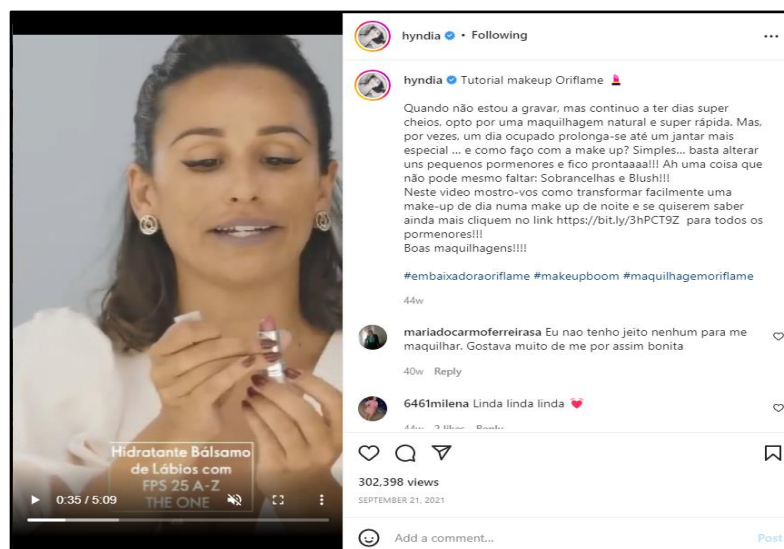 hyndia • Following
hyndia Tutorial makeup Oriflame
Quando não estou a gravar, mas continuo a ter dias super
cheios, opto por uma maquilhagem natural e super rápida. Mas,
por vezes, um dia ocupado prolonga-se até um jantar mais
especial ... e como faço com a make up? Simples... basta alterar
uns pequenos pormenores e fico prontaaaa!!! Ah uma coisa que
não pode mesmo faltar: Sobrancelhas e Blush!!!
Neste video mostro-vos como transformar facilmente uma
make-up de dia numa make up de noite e se quiserem saber
ainda mais cliquem no link https://bit.ly/3hPCT9Z para todos os
pormenores!!!
Boas maquilhagens!!!!
#embaixadoraoriflame #makeupboom #maquilhagemoriflame
44w
mariadocarmoferreirasa Eu nao tenho jeito nenhum para me
maquilhar. Gostava muito de me por assim bonita
40w Reply
6461milena Linda linda linda
44w 2 likes Reply
302,398 views
SEPTEMBER 21, 2021
Add a comment...
Post
Hidratante Bálsamo
de Lábios com
FPS 25 A-Z
THE ONE
0:35 / 5:09